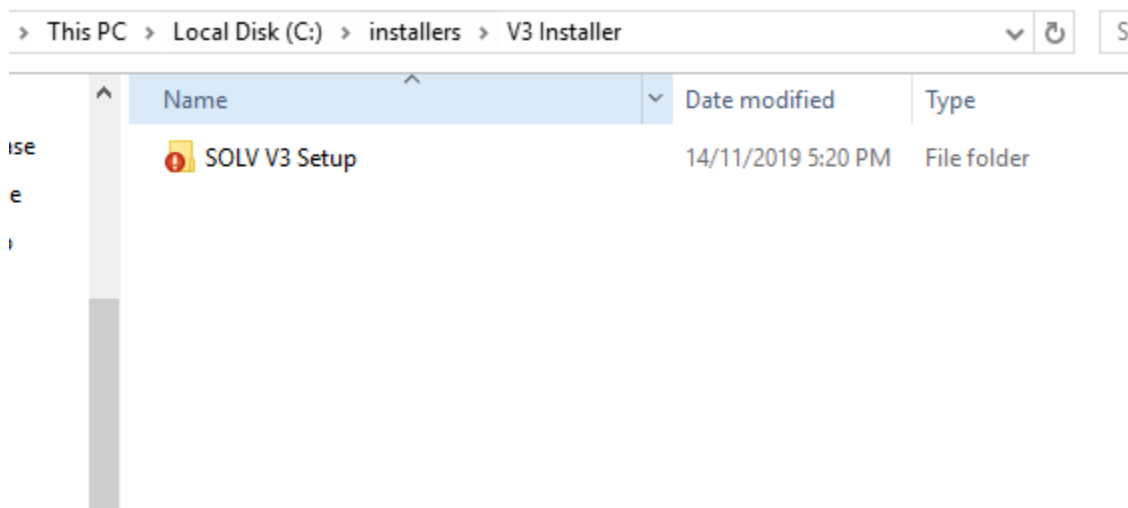 > This PC > Local Disk (C:) > installers > V3 Installer
Name Date modified Type
SOLV V3 Setup 14/11/2019 5:20 PM File folder